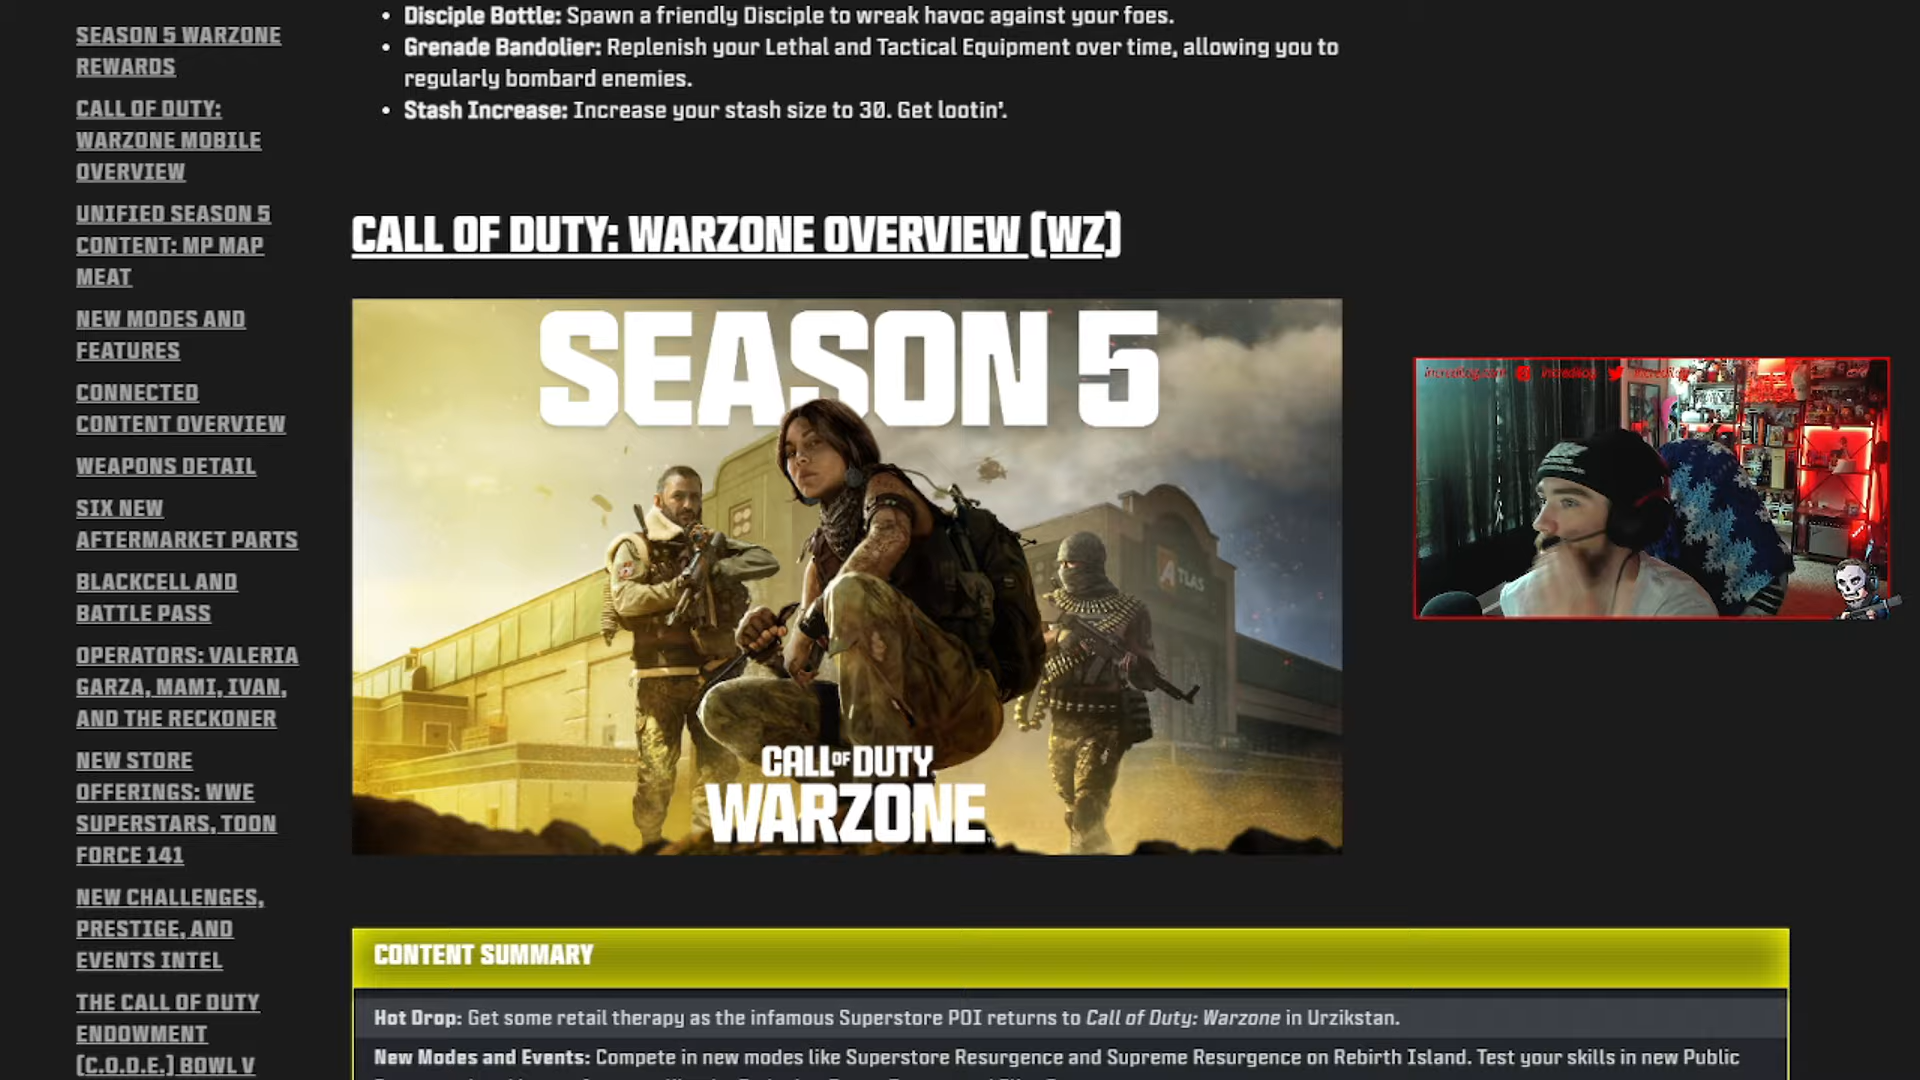 SEASON 5 WARZONE
REWARDS
CALL OF DUTY:
WARZONE MOBILE
OVERVIEW
UNIFIED SEASON 5
CONTENT: MP MAP
MEAT
NEW MODES AND
FEATURES
CONNECTED
CONTENT OVERVIEW
WEAPONS DETAIL
SIX NEW
AFTERMARKET PARTS
BLACKCELL AND
BATTLE PASS
OPERATORS: VALERIA
GARZA, MAMI, IVAN,
AND THE RECKONER
NEW STORE
OFFERINGS: WWE
SUPERSTARS, TOON
FORCE 141
NEW CHALLENGES,
PRESTIGE, AND
EVENTS INTEL
THE CALL OF DUTY
ENDOWMENT
(C.O.D.E.) BOWL V
• Disciple Bottle: Spawn a friendly Disciple to wreak havoc against your foes.
• Grenade Bandolier: Replenish your Lethal and Tactical Equipment over time, allowing you to
regularly bombard enemies.
• Stash Increase: Increase your stash size to 30. Get lootin'.
CALL OF DUTY: WARZONE OVERVIEW (WZ)
SEASON 5
ATLAS
CALL OF DUTY
WARZONE
CONTENT SUMMARY
Hot Drop: Get some retail therapy as the infamous Superstore POI returns to Call of Duty: Warzone in Urzikstan.
New Modes and Events: Compete in new modes like Superstore Resurgence and Supreme Resurgence on Rebirth Island. Test your skills in new Public